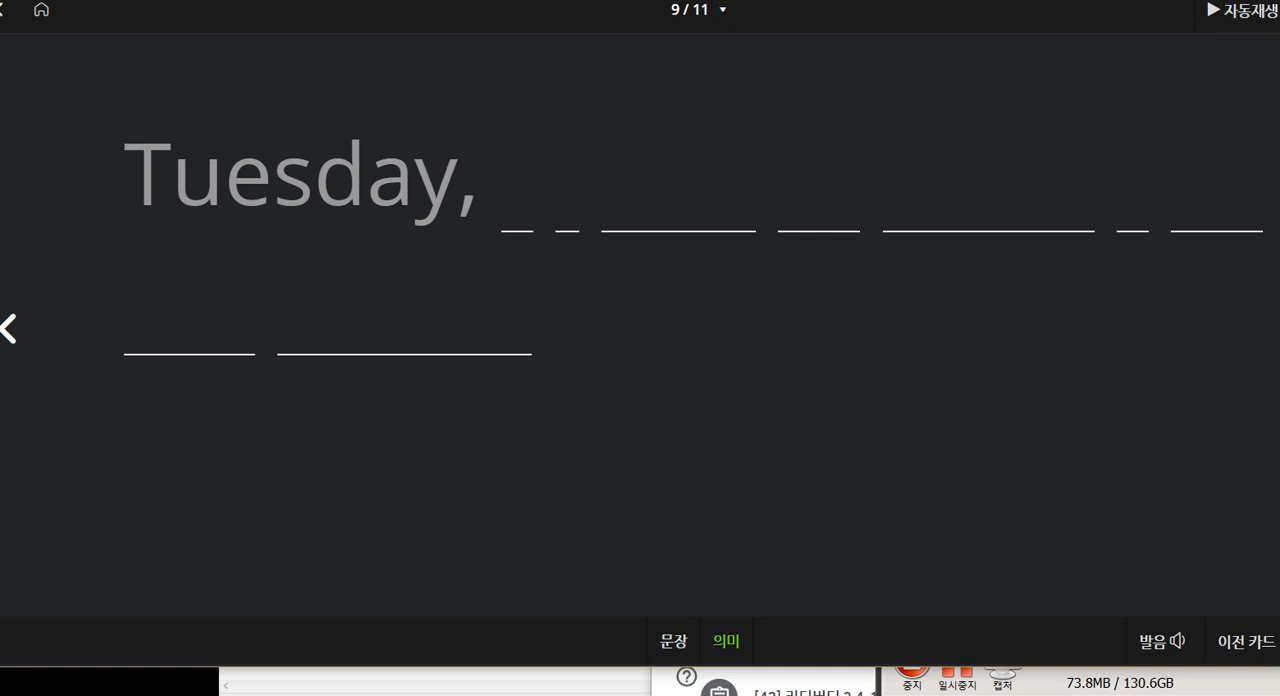 9 / 11
▶ 자동재생
Tuesday,
문장 의미
발음 이전 카드
중지 일시중지 캡처 73.8MB / 130.6GB